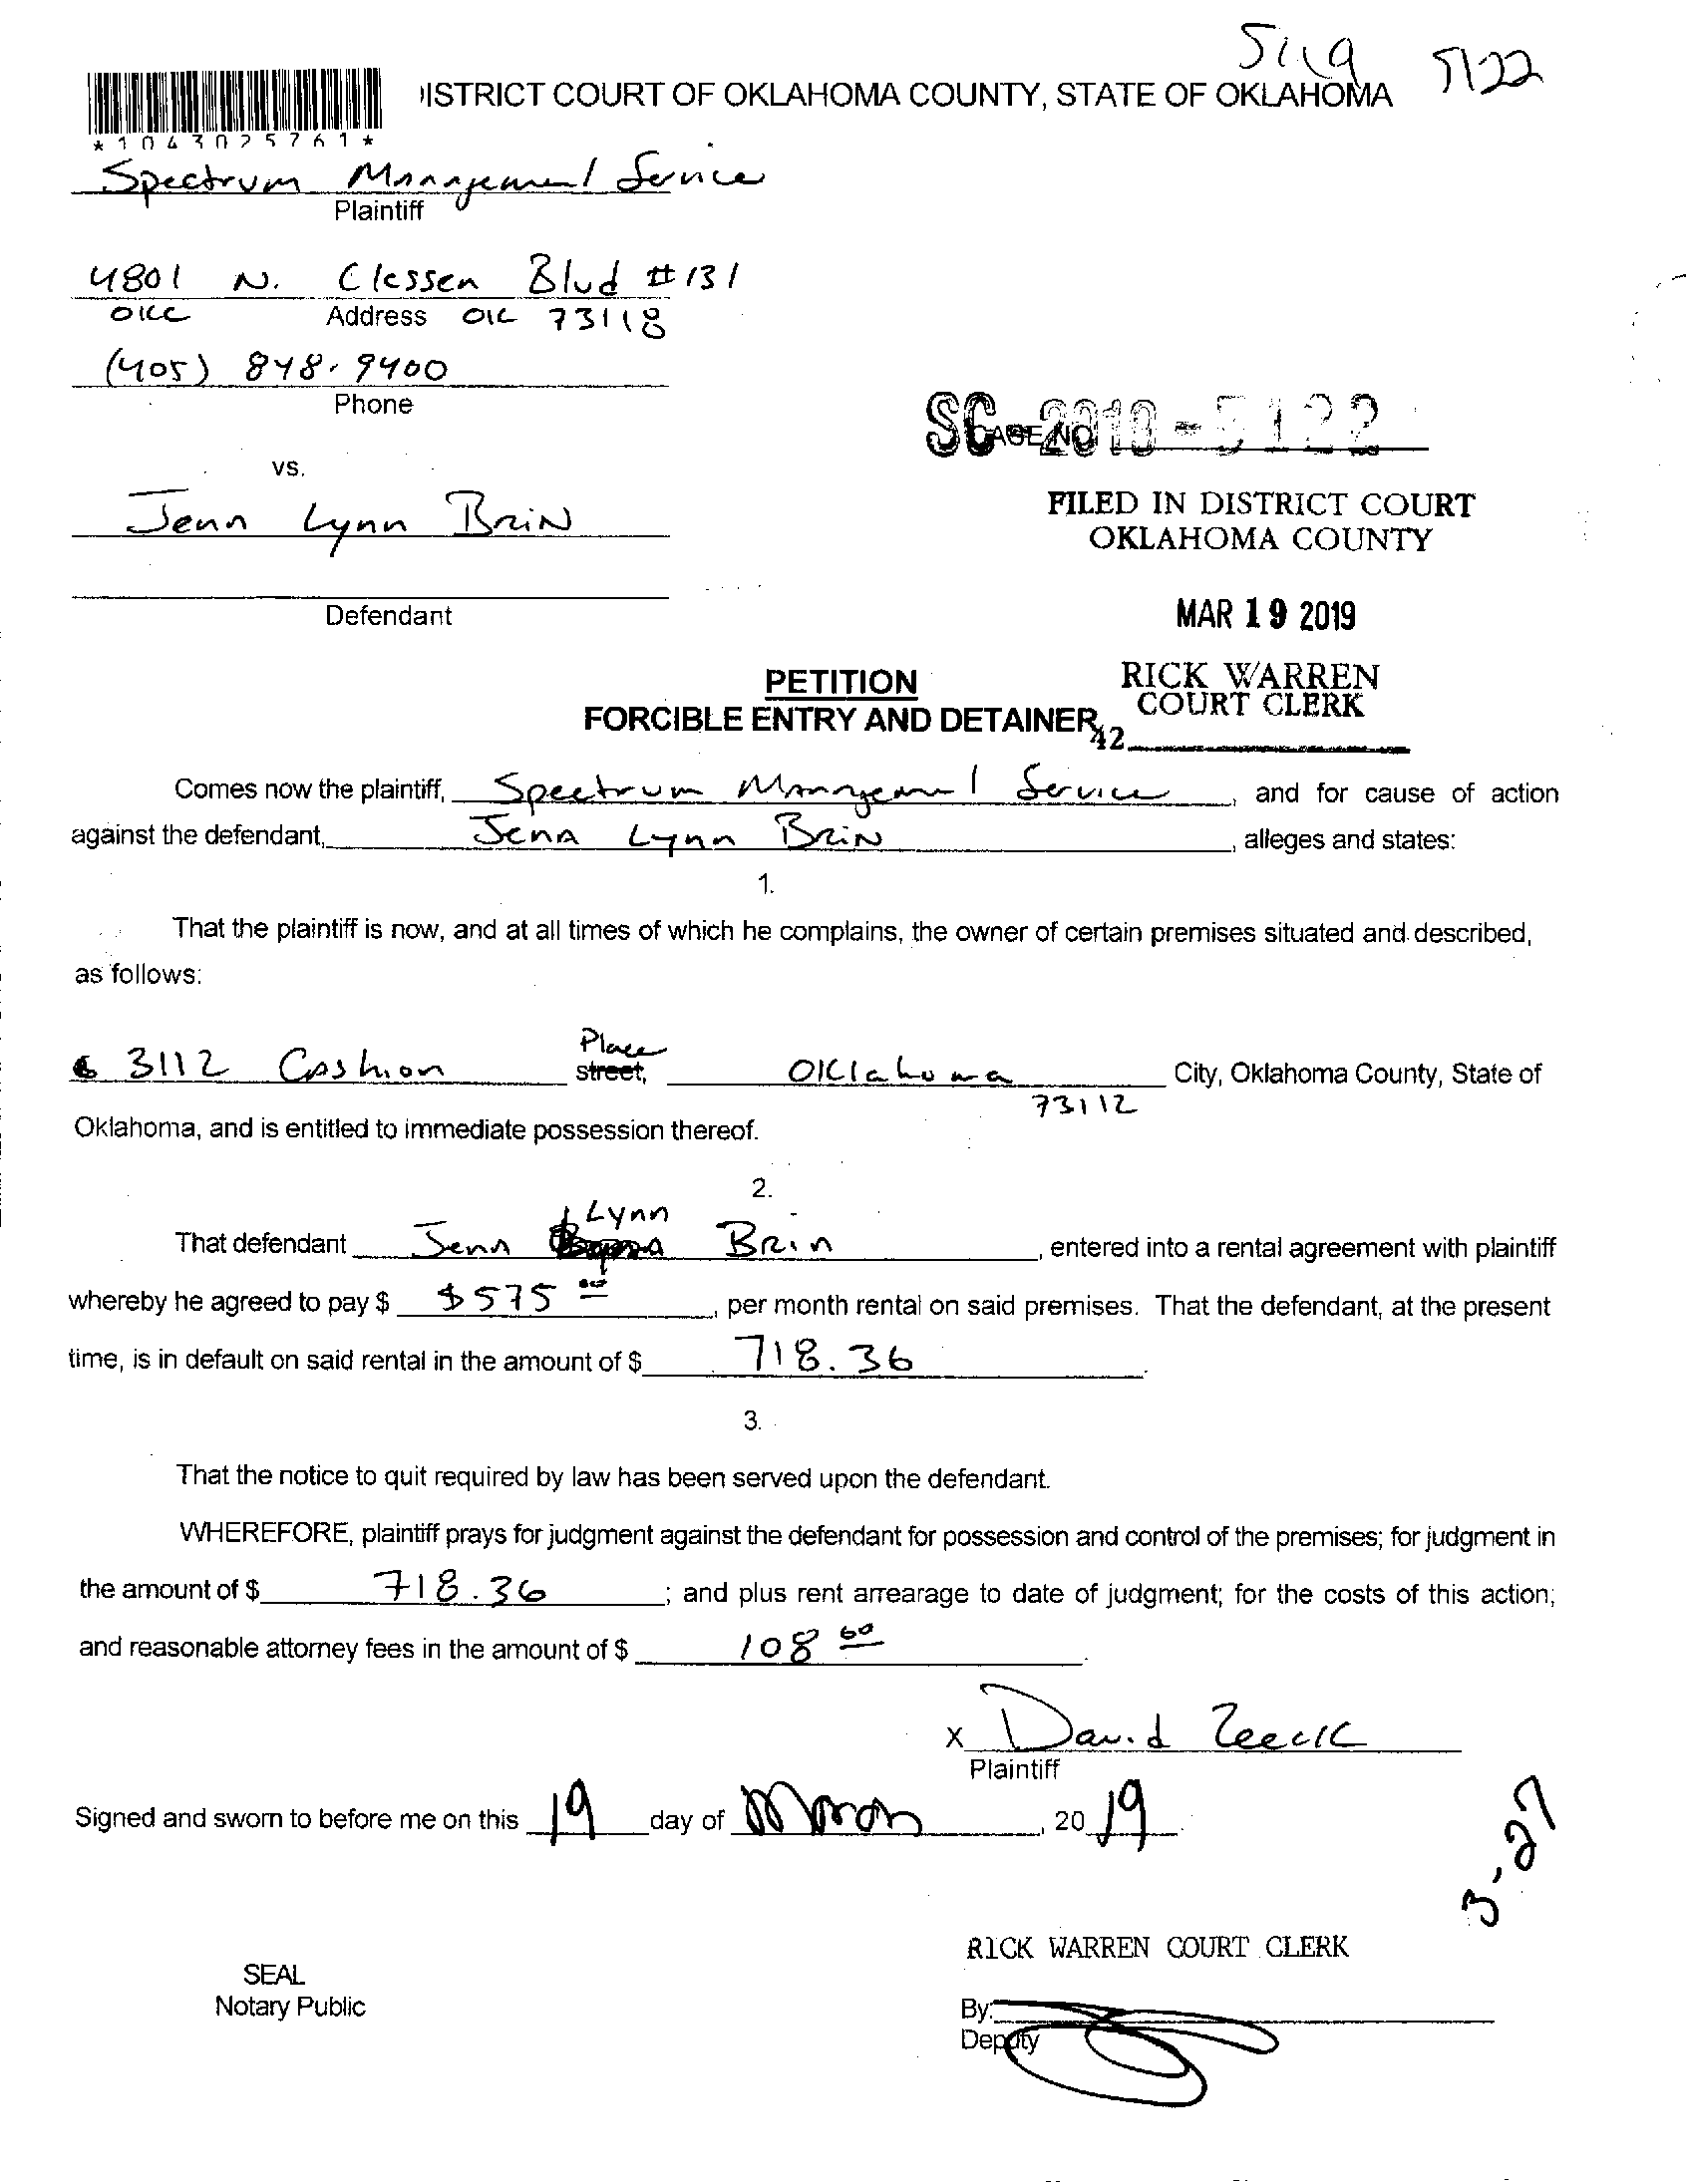 5119 5122
DISTRICT COURT OF OKLAHOMA COUNTY, STATE OF OKLAHOMA
*1043025761*
Spectrum Management Service
Plaintiff
4801 N. Classen Blvd #131
OKC Address OK 73118
(405) 848-9400
Phone
SC-2019-5122
CASE NO.
vs.
Jena Lynn Brin
FILED IN DISTRICT COURT
OKLAHOMA COUNTY
Defendant
MAR 19 2019
PETITION
RICK WARREN
COURT CLERK
FORCIBLE ENTRY AND DETAINER
42
Comes now the plaintiff, Spectrum Management Service, and for cause of action
against the defendant, Jena Lynn Brin, alleges and states:
1.
That the plaintiff is now, and at all times of which he complains, the owner of certain premises situated and described,
as follows:
3112 Cashion Place street, Oklahoma City, Oklahoma County, State of
73112
Oklahoma, and is entitled to immediate possession thereof.
2.
Lynn
That defendant Jena Brin, entered into a rental agreement with plaintiff
whereby he agreed to pay $ $575 00, per month rental on said premises. That the defendant, at the present
time, is in default on said rental in the amount of $ 718.36.
3.
That the notice to quit required by law has been served upon the defendant.
WHEREFORE, plaintiff prays for judgment against the defendant for possession and control of the premises; for judgment in
the amount of $ 718.36; and plus rent arrearage to date of judgment; for the costs of this action;
and reasonable attorney fees in the amount of $ 108 60.
X David Zeeck
Plaintiff
Signed and sworn to before me on this 19 day of March, 20 19.
3-27
RICK WARREN COURT CLERK
SEAL
Notary Public
By:
Deputy